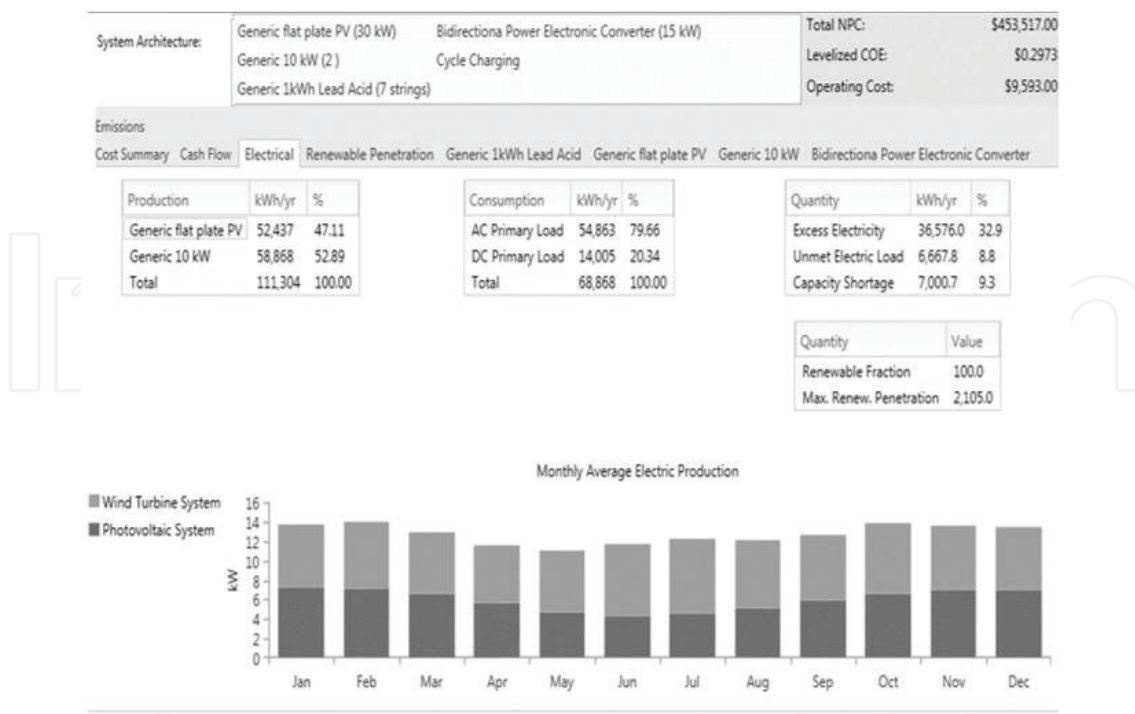 System Architecture:
Generic flat plate PV (30 kW) Bidirectiona Power Electronic Converter (15 kW)
Generic 10 kW (2 ) Cycle Charging
Generic 1kWh Lead Acid (7 strings)
Total NPC: $453,517.00
Levelized COE: $0.2973
Operating Cost: $9,593.00
Emissions
Cost Summary Cash Flow Electrical Renewable Penetration Generic 1kWh Lead Acid Generic flat plate PV Generic 10 kW Bidirectiona Power Electronic Converter
Production kWh/yr %
Generic flat plate PV 52,437 47.11
Generic 10 kW 58,868 52.89
Total 111,304 100.00
Consumption kWh/yr %
AC Primary Load 54,863 79.66
DC Primary Load 14,005 20.34
Total 68,868 100.00
Quantity kWh/yr %
Excess Electricity 36,576.0 32.9
Unmet Electric Load 6,667.8 8.8
Capacity Shortage 7,000.7 9.3
Quantity Value
Renewable Fraction 100.0
Max. Renew. Penetration 2,105.0
Monthly Average Electric Production
Wind Turbine System
Photovoltaic System
kW
16
14
12
10
8
6
4
2
0
Jan Feb Mar Apr May Jun Jul Aug Sep Oct Nov Dec